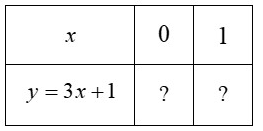 x 0 1
y = 3x + 1 ? ?